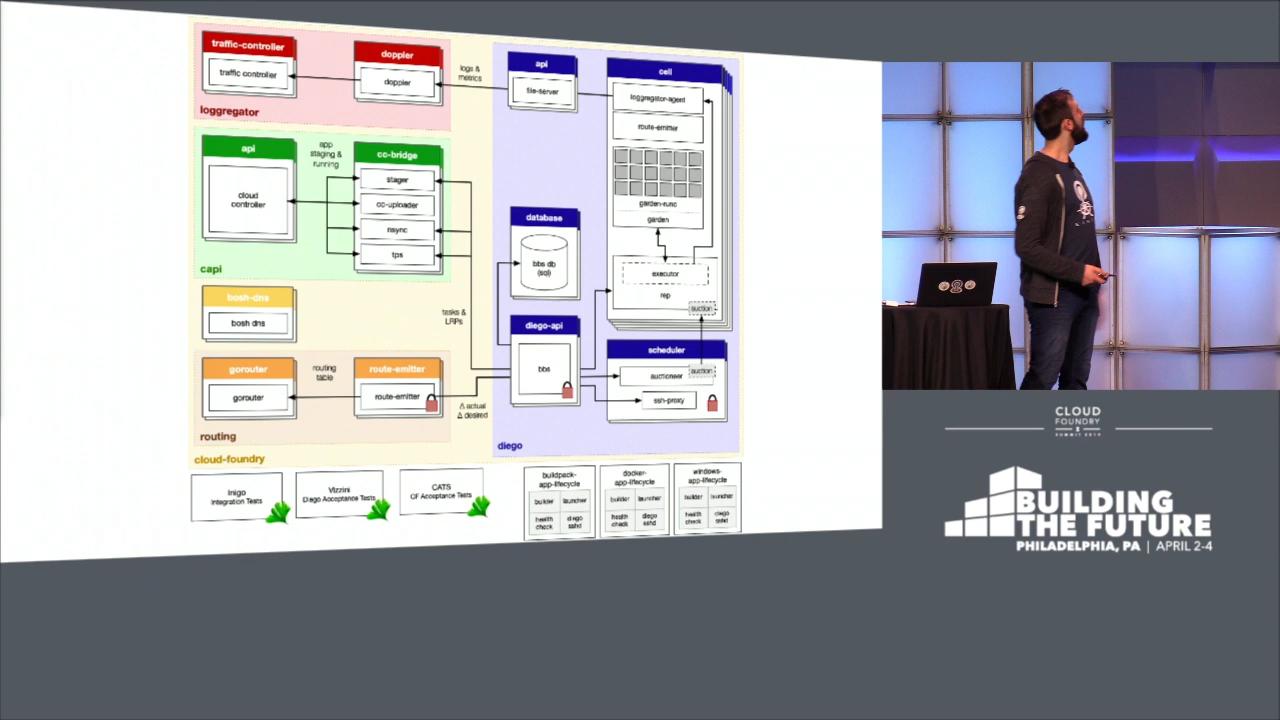 traffic-controller
traffic controller
doppler
doppler
loggregator
logs &
metrics
api
file-server
cell
loggregator-agent
route-emitter
garden-runc
garden
executor
rep
auction
api
cloud
controller
capi
app
staging &
running
cc-bridge
stager
cc-uploader
nsync
tps
database
bbs db
(sql)
bosh-dns
bosh dns
tasks &
LRPs
diego-api
bbs
scheduler
auctioneer
auction
ssh-proxy
diego
gorouter
gorouter
routing
table
route-emitter
route-emitter
Δ actual
Δ desired
routing
cloud-foundry
Inigo
Integration Tests
Vizzini
Diego Acceptance Tests
CATS
CF Acceptance Tests
buildpack-
app-lifecycle
builder
launcher
health
check
diego
sshd
docker-
app-lifecycle
builder
launcher
health
check
diego
sshd
windows-
app-lifecycle
builder
launcher
health
check
diego
sshd
CLOUD
FOUNDRY
SUMMIT 2019
BUILDING
THE FUTURE
PHILADELPHIA, PA | APRIL 2-4